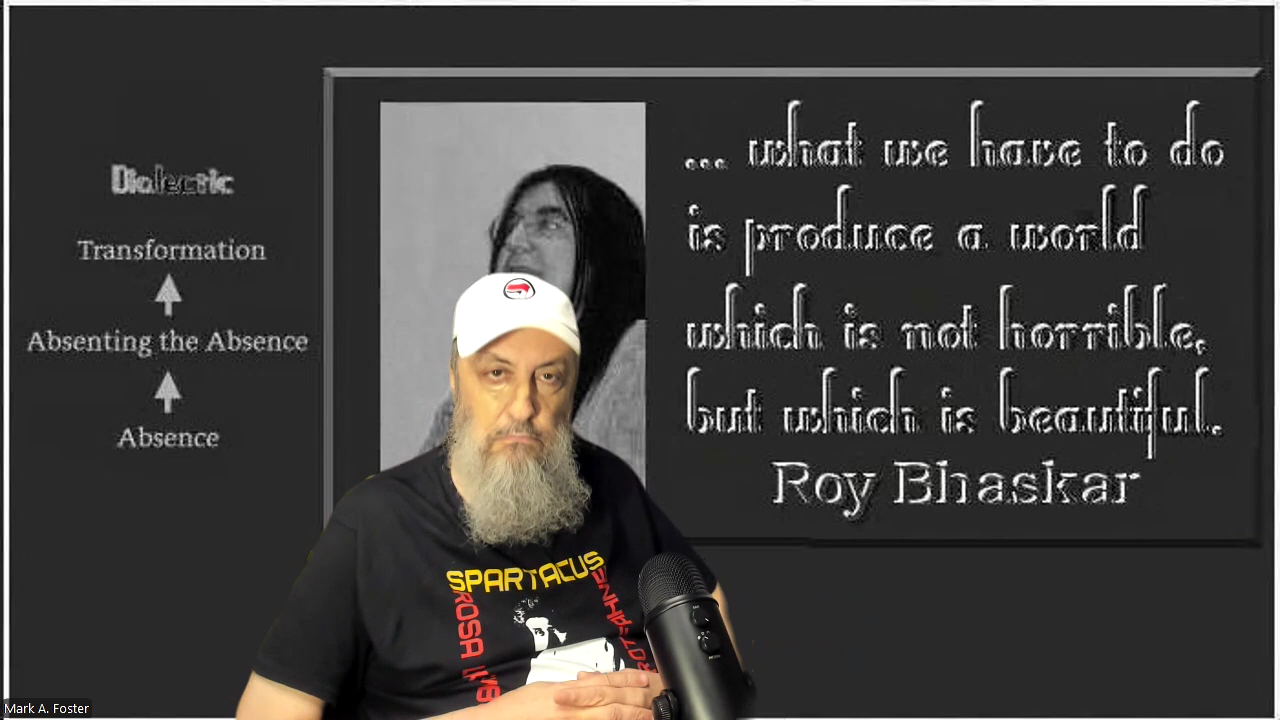 Dialectic
Transformation
Absenting the Absence
Absence
... what we have to do
is produce a world
which is not horrible,
but which is beautiful.
Roy Bhaskar
SPARTACUS
ROSA
Mark A. Foster